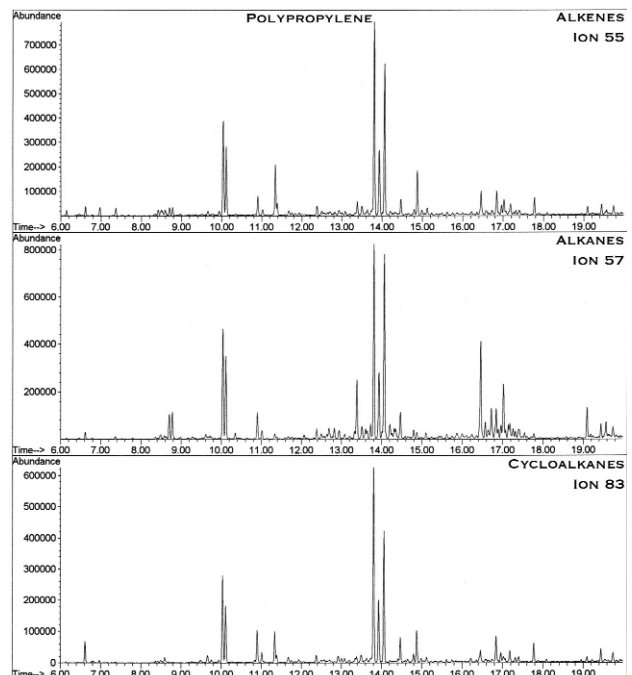 Abundance POLYPROPYLENE ALKENES
ION 55
700000
600000
500000
400000
300000
200000
100000
6.00 7.00 8.00 9.00 10.00 11.00 12.00 13.00 14.00 15.00 16.00 17.00 18.00 19.00
Time-->
Abundance ALKANES
ION 57
800000
600000
400000
200000
0
6.00 7.00 8.00 9.00 10.00 11.00 12.00 13.00 14.00 15.00 16.00 17.00 18.00 19.00
Time-->
Abundance CYCLOALKANES
ION 83
600000
500000
400000
300000
200000
100000
0
6.00 7.00 8.00 9.00 10.00 11.00 12.00 13.00 14.00 15.00 16.00 17.00 18.00 19.00
Time-->